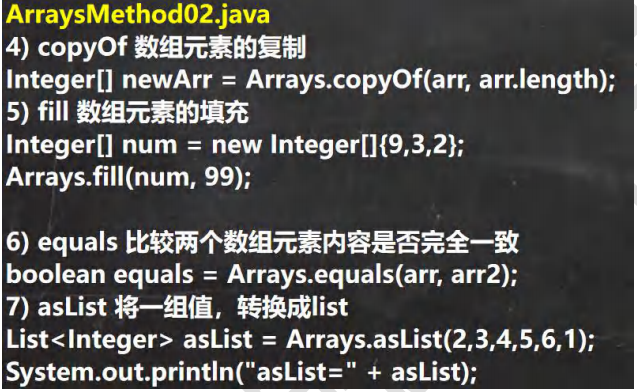 ArraysMethod02.java
4) copyOf 数组元素的复制
Integer[] newArr = Arrays.copyOf(arr, arr.length);
5) fill 数组元素的填充
Integer[] num = new Integer[]{9,3,2};
Arrays.fill(num, 99);
6) equals 比较两个数组元素内容是否完全一致
boolean equals = Arrays.equals(arr, arr2);
7) asList 将一组值，转换成list
List<Integer> asList = Arrays.asList(2,3,4,5,6,1);
System.out.println("asList=" + asList);